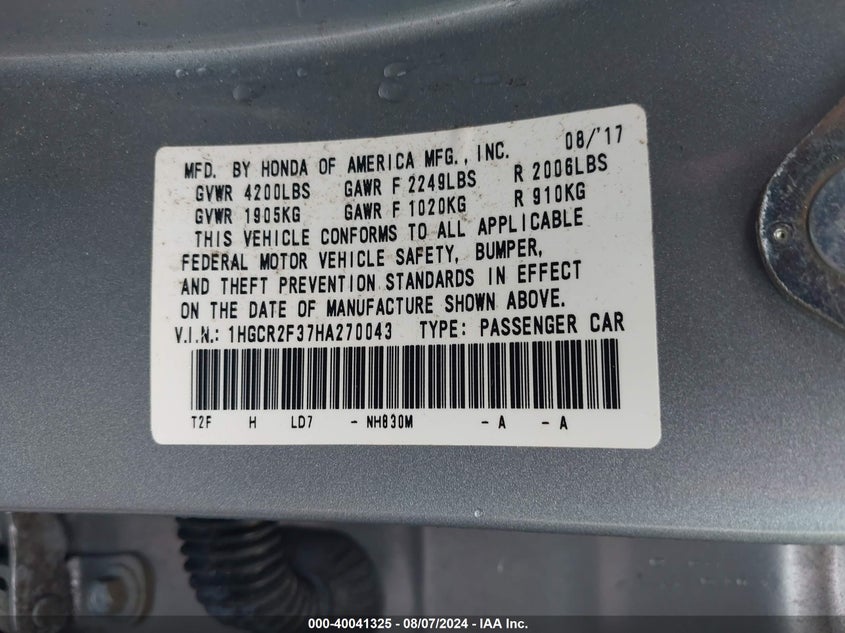 MFD. BY HONDA OF AMERICA MFG., INC. 08/'17
GVWR 4200LBS GAWR F 2249LBS R 2006LBS
GVWR 1905KG GAWR F 1020KG R 910KG
THIS VEHICLE CONFORMS TO ALL APPLICABLE
FEDERAL MOTOR VEHICLE SAFETY, BUMPER,
AND THEFT PREVENTION STANDARDS IN EFFECT
ON THE DATE OF MANUFACTURE SHOWN ABOVE.
V.I.N.: 1HGCR2F37HA270043 TYPE: PASSENGER CAR
T2F H LD7 - NH830M - A - A
000-40041325 - 08/07/2024 - IAA Inc.